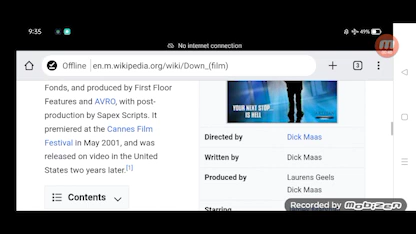 9:35
49%
No internet connection
Offline en.m.wikipedia.org/wiki/Down_(film)
3
Fonds, and produced by First Floor
Features and AVRO, with post-
production by Sapex Scripts. It
premiered at the Cannes Film
Festival in May 2001, and was
released on video in the United
States two years later.[1]
Contents
YOUR NEXT STOP...
IS HELL
Directed by Dick Maas
Written by Dick Maas
Produced by Laurens Geels
Dick Maas
Starring
Recorded by mobizen